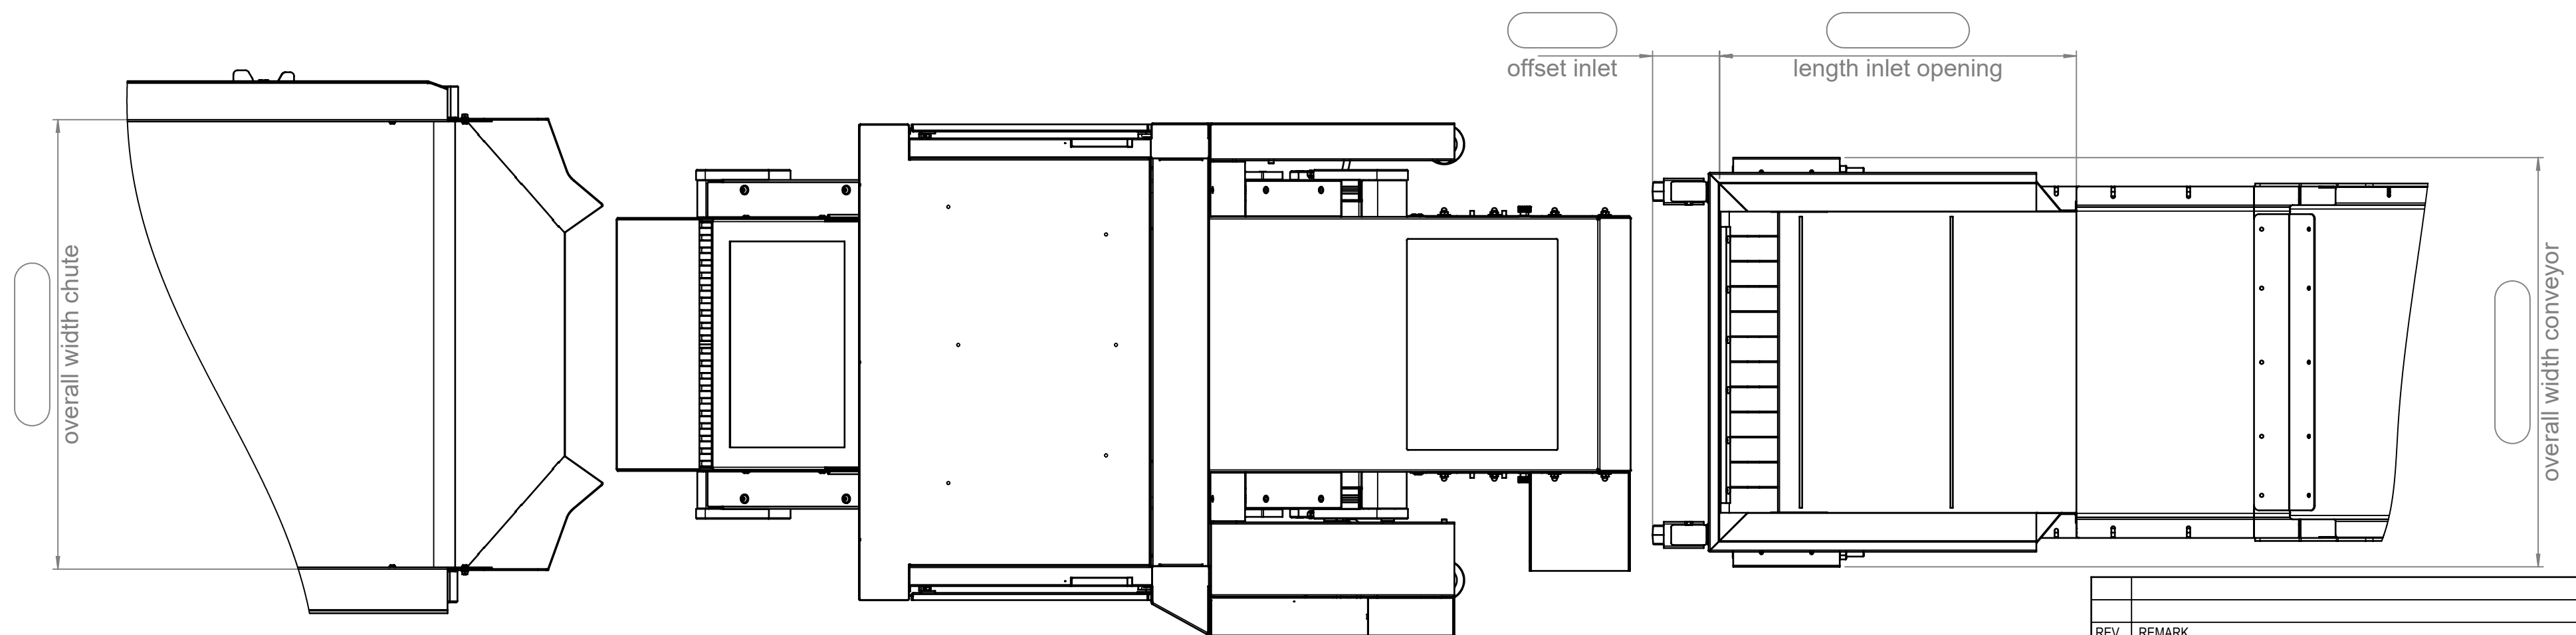 offset inlet
length inlet opening
overall width chute
overall width conveyor
REV. REMARK